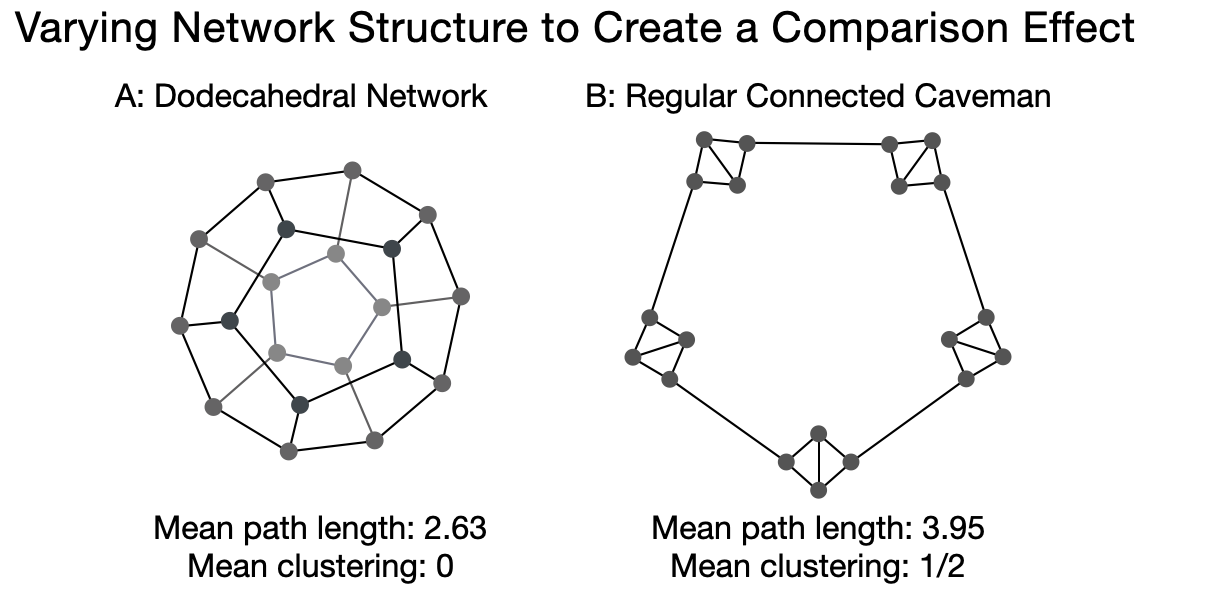 Varying Network Structure to Create a Comparison Effect
A: Dodecahedral Network
B: Regular Connected Caveman
Mean path length: 2.63
Mean clustering: 0
Mean path length: 3.95
Mean clustering: 1/2